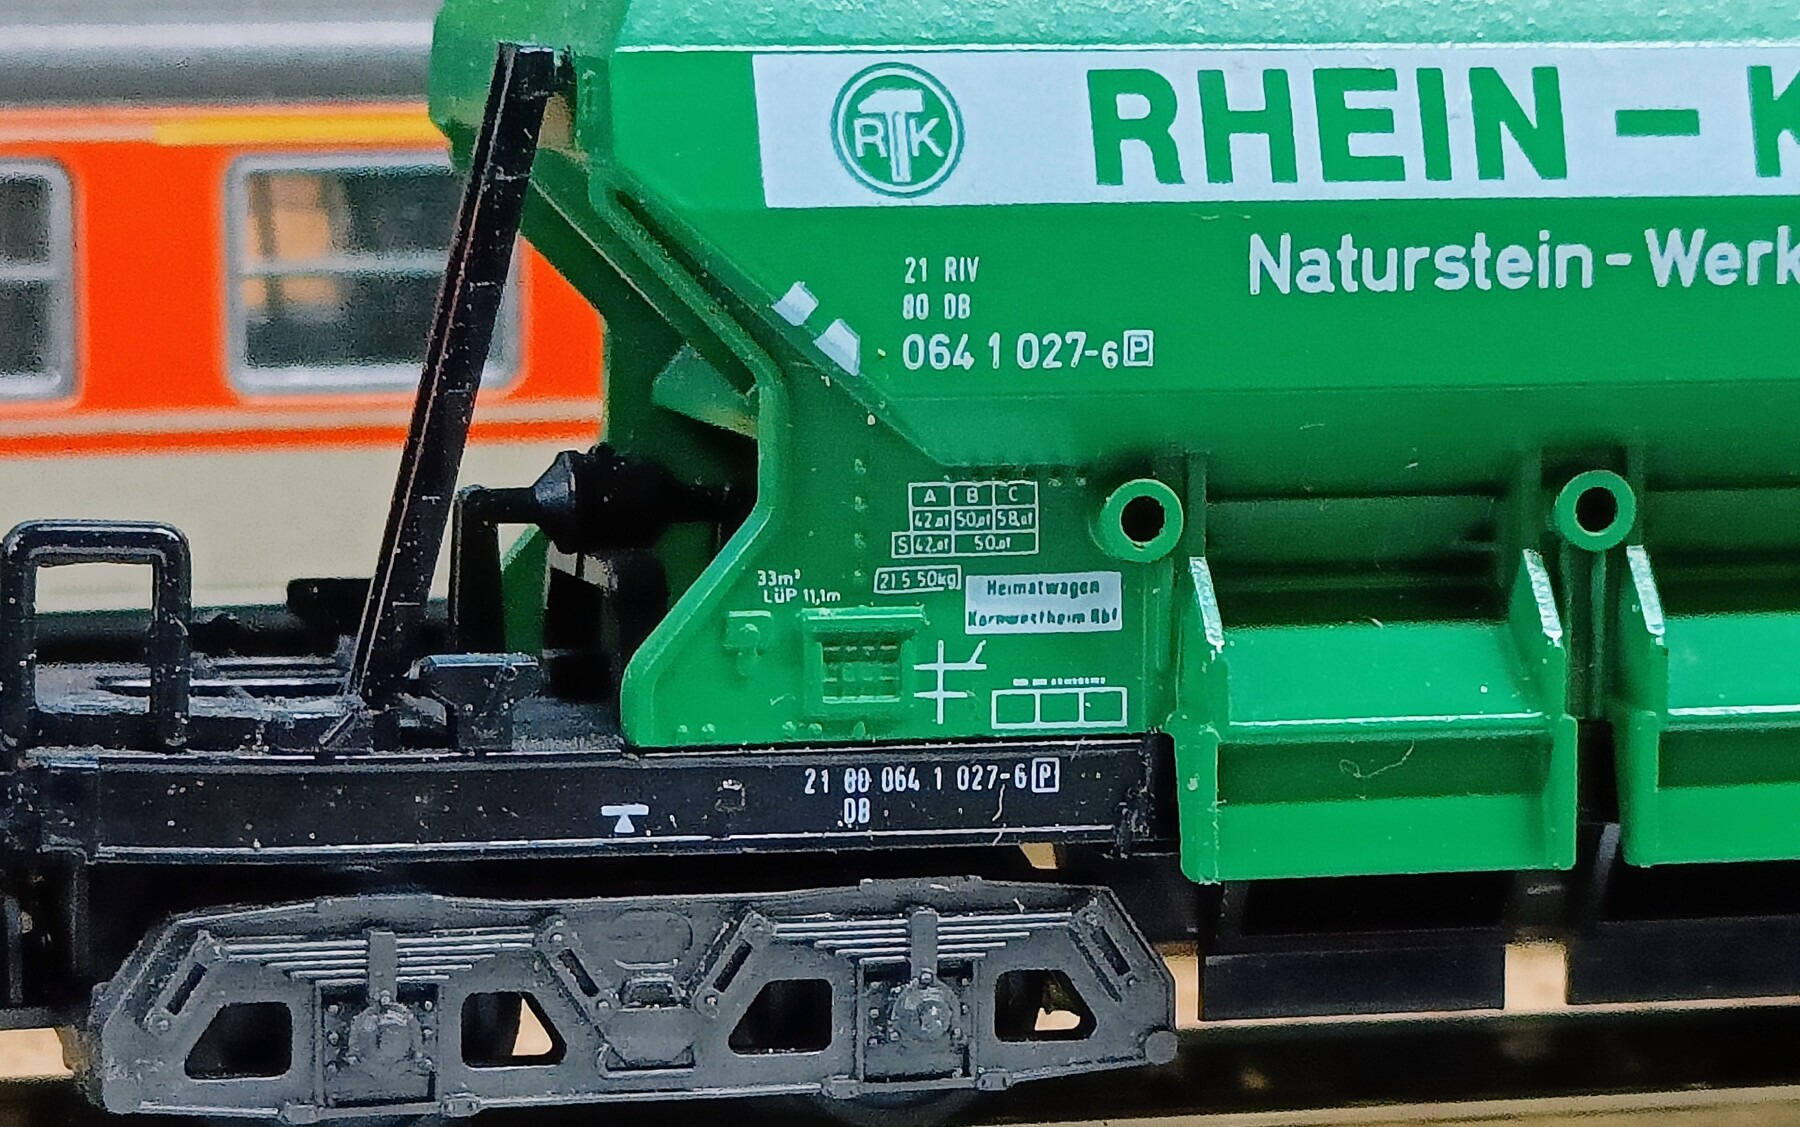 RTK
RHEIN - K
Naturstein-Werk
21 RIV
80 DB
064 1 027-6 P
A B C
42,0t 50,0t 58,0t
S 42,0t 50,0t
33m³
LÜP 11,1m
21 5 50kg
Heimatwagen
Kornwestheim Rbf
21 80 064 1 027-6 P
DB